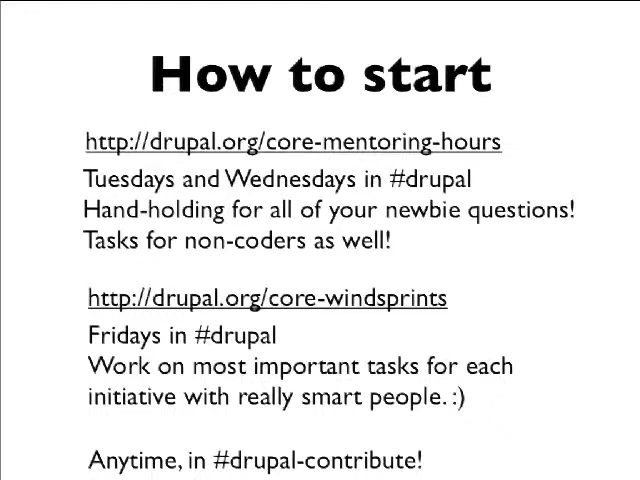 How to start
http://drupal.org/core-mentoring-hours
Tuesdays and Wednesdays in #drupal
Hand-holding for all of your newbie questions!
Tasks for non-coders as well!
http://drupal.org/core-windsprints
Fridays in #drupal
Work on most important tasks for each
initiative with really smart people. :)
Anytime, in #drupal-contribute!